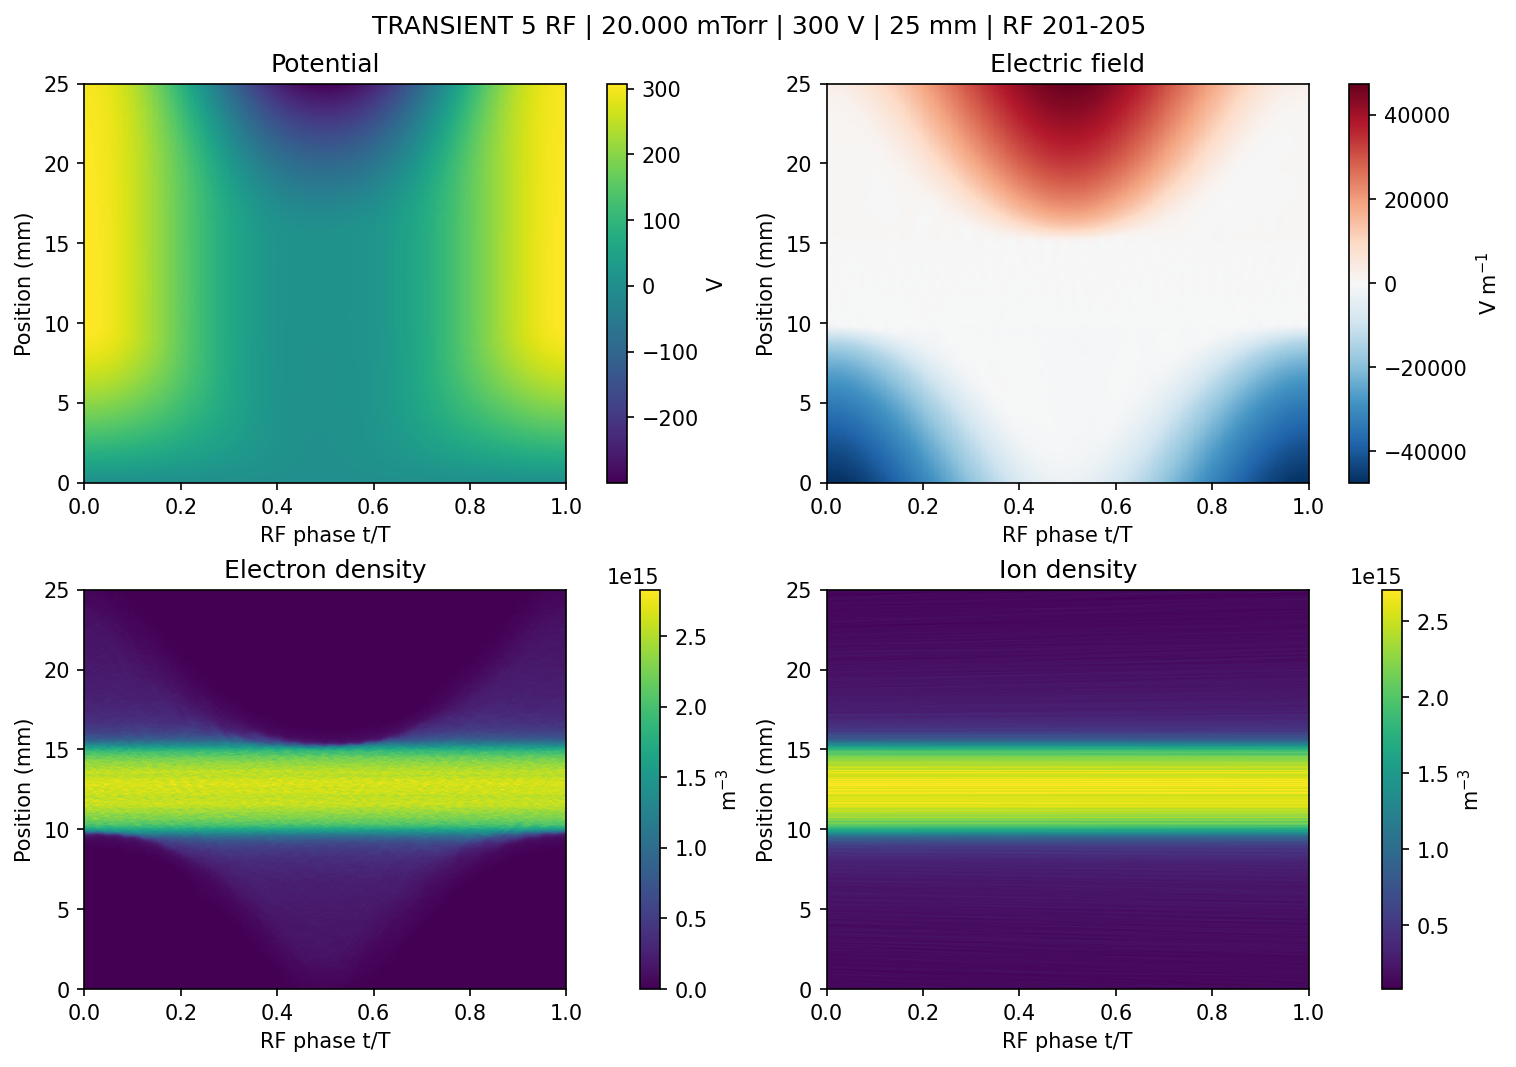 TRANSIENT 5 RF | 20.000 mTorr | 300 V | 25 mm | RF 201-205
Potential
25
20
15
10
5
0
Position (mm)
0.0 0.2 0.4 0.6 0.8 1.0
RF phase t/T
300
200
100
0
−100
−200
V
Electric field
25
20
15
10
5
0
Position (mm)
0.0 0.2 0.4 0.6 0.8 1.0
RF phase t/T
40000
20000
0
−20000
−40000
V m⁻¹
Electron density
25
20
15
10
5
0
Position (mm)
0.0 0.2 0.4 0.6 0.8 1.0
RF phase t/T
1e15
2.5
2.0
1.5
1.0
0.5
0.0
m⁻³
Ion density
25
20
15
10
5
0
Position (mm)
0.0 0.2 0.4 0.6 0.8 1.0
RF phase t/T
1e15
2.5
2.0
1.5
1.0
0.5
m⁻³